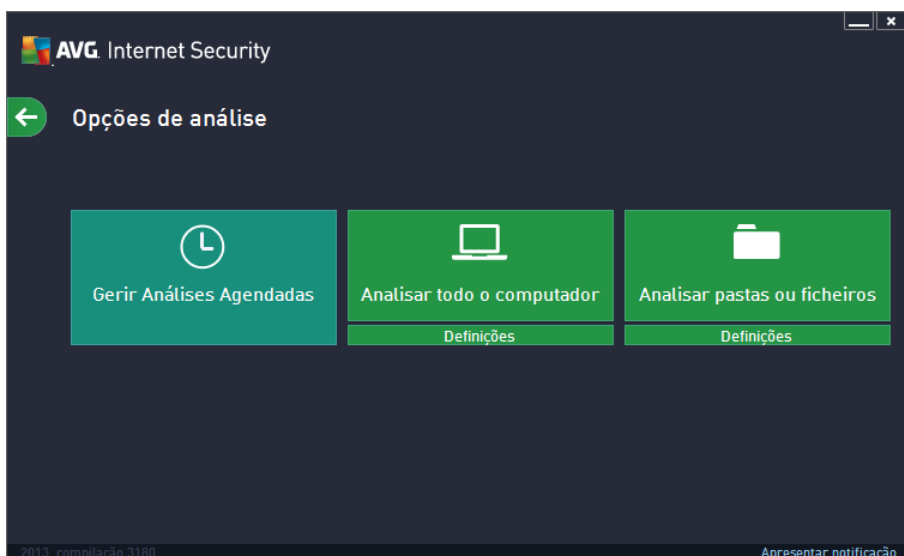 AVG. Internet Security
Opções de análise
Gerir Análises Agendadas
Analisar todo o computador
Definições
Analisar pastas ou ficheiros
Definições
2013, compilação 3180
Apresentar notificação